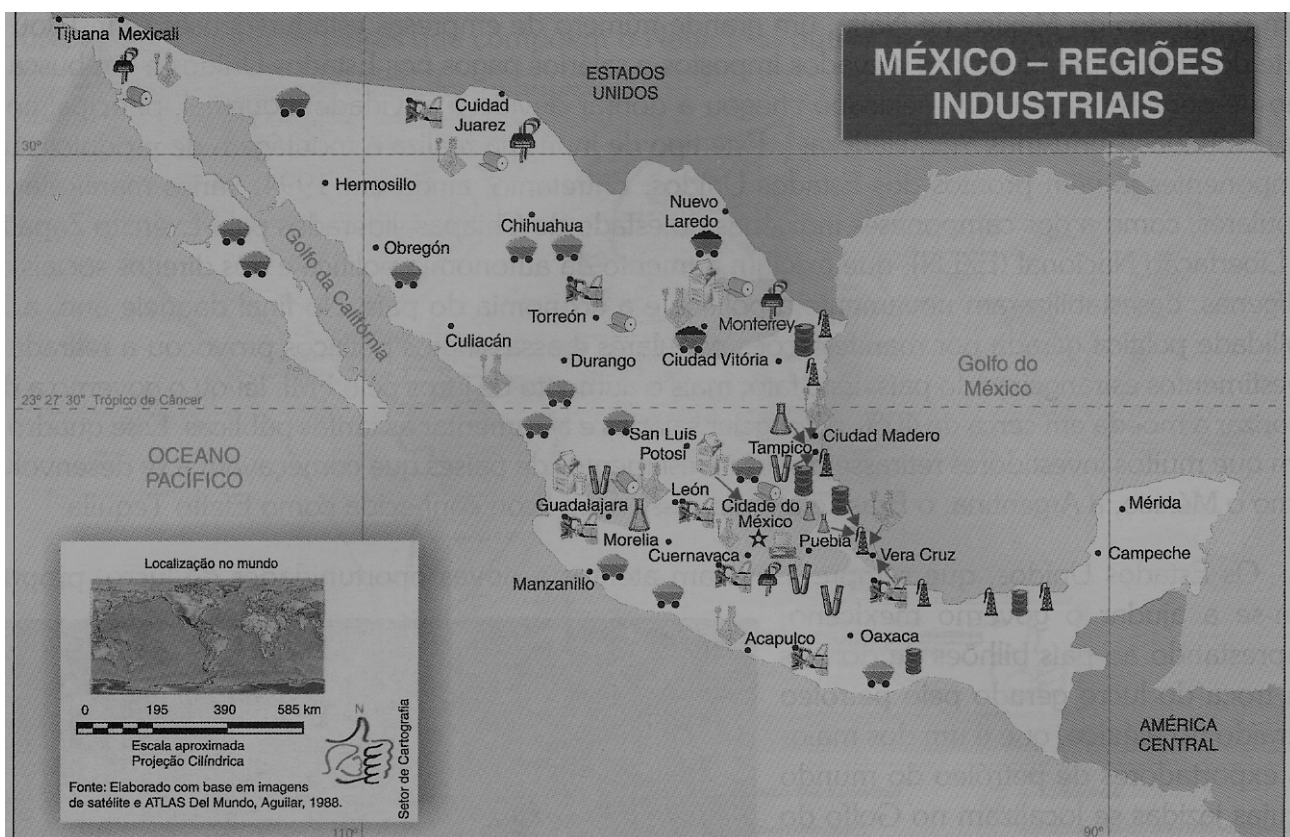 MÉXICO – REGIÕES
INDUSTRIAIS
Tijuana Mexicali
ESTADOS
UNIDOS
Cuidad
Juarez
30°
Hermosillo
Nuevo
Laredo
Chihuahua
Obregón
Golfo da Califórnia
Torreón
Monterrey
Culiacán
Durango
Ciudad Vitória
Golfo do
México
23º 27' 30" Trópico de Câncer
OCEANO
PACÍFICO
San Luis
Potosí
Ciudad Madero
Tampico
León
Guadalajara
Cidade do
México
Mérida
Morelia
Puebla
Cuernavaca
Vera Cruz
Campeche
Manzanillo
Acapulco
Oaxaca
AMÉRICA
CENTRAL
Localização no mundo
0 195 390 585 km
Escala aproximada
Projeção Cilíndrica
N
Setor de Cartografia
Fonte: Elaborado com base em imagens
de satélite e ATLAS Del Mundo, Aguilar, 1988.
110º
90º